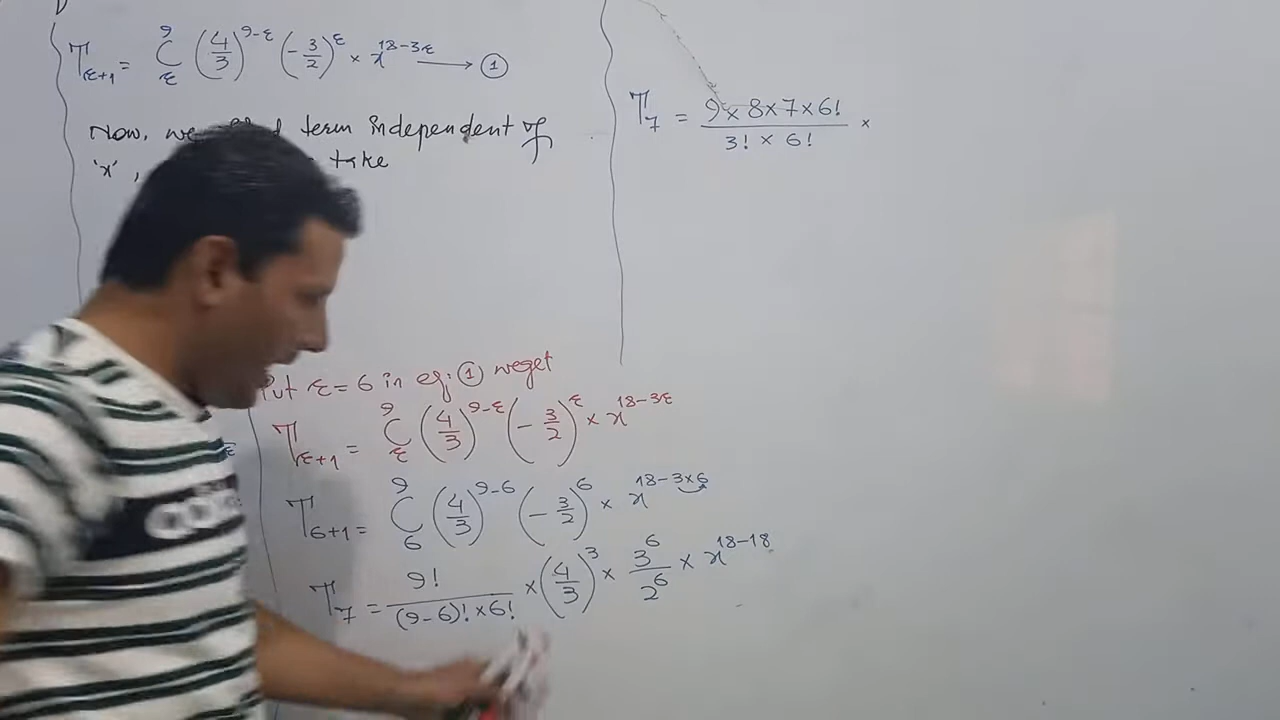 T_{r+1} = ⁹C_r (4/3)^{9-r} (-3/2)^r × x^{18-3r} → ①
Now, we term independent of
'x', take
Put r = 6 in eq: ① we get
T_{r+1} = ⁹C_r (4/3)^{9-r} (-3/2)^r × x^{18-3r}
T_{6+1} = ⁹C_6 (4/3)^{9-6} (-3/2)^6 × x^{18-3×6}
T_7 = 9!/((9-6)! × 6!) × (4/3)^3 × 3^6/2^6 × x^{18-18}
T_7 = (9×8×7×6!)/(3! × 6!) ×